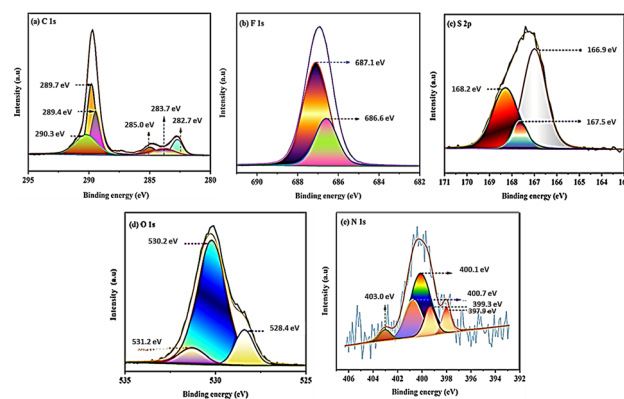 (a) C 1s
289.7 eV
289.4 eV
290.3 eV
285.0 eV
283.7 eV
282.7 eV
Intensity (a.u)
295 290 285 280
Binding energy (eV)
(b) F 1s
687.1 eV
686.6 eV
Intensity (a.u)
690 688 686 684 682
Binding energy (eV)
(c) S 2p
166.9 eV
168.2 eV
167.5 eV
Intensity (a.u)
171 170 169 168 167 166 165 164
Binding energy (eV)
(d) O 1s
530.2 eV
531.2 eV
528.4 eV
Intensity (a.u)
535 530 525
Binding energy (eV)
(e) N 1s
400.1 eV
400.7 eV
403.0 eV
399.3 eV
397.9 eV
Intensity (a.u)
406 404 402 400 398 396 394 392
Binding energy (eV)